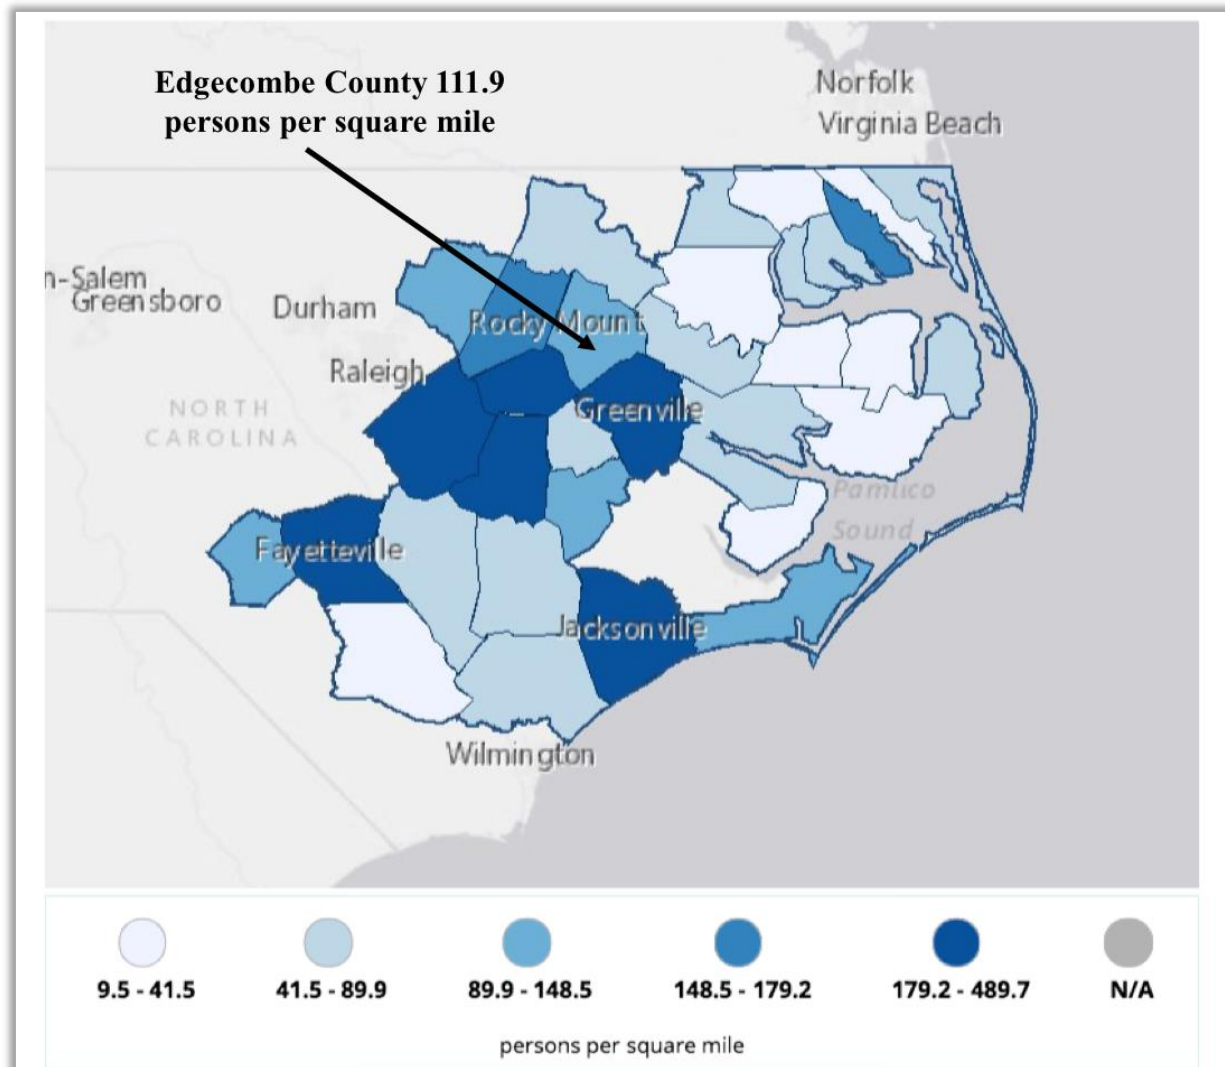 Edgecombe County 111.9
persons per square mile
Norfolk
Virginia Beach
n-Salem
Greensboro
Durham
Rocky Mount
Raleigh
NORTH
CAROLINA
Greenville
Pamlico
Sound
Fayetteville
Jacksonville
Wilmington
9.5 - 41.5
41.5 - 89.9
89.9 - 148.5
148.5 - 179.2
179.2 - 489.7
N/A
persons per square mile